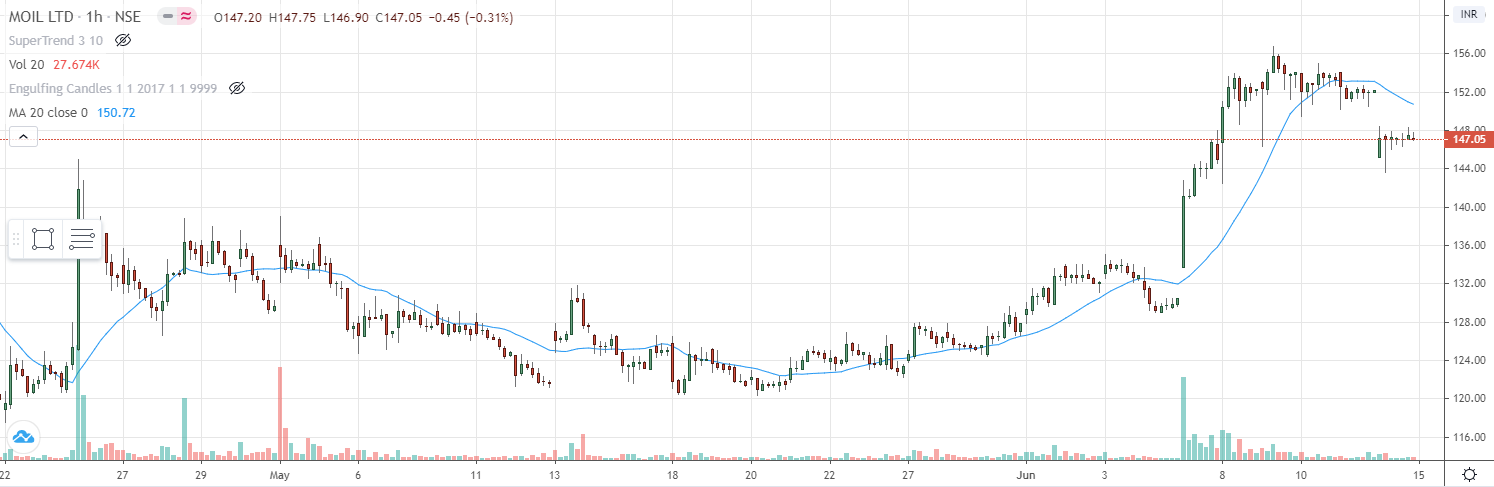 MOIL LTD · 1h · NSE O147.20 H147.75 L146.90 C147.05 −0.45 (−0.31%) INR
SuperTrend 3 10
Vol 20 27.674K
Engulfing Candles 1 1 2017 1 1 9999
MA 20 close 0 150.72
156.00
152.00
148.00
147.05
144.00
140.00
136.00
132.00
128.00
124.00
120.00
116.00
22 27 29 May 6 11 13 18 20 22 27 Jun 3 8 10 15